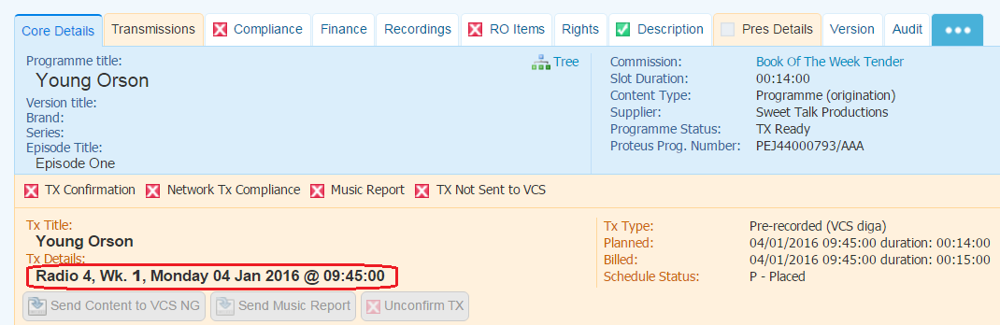 Core Details Transmissions Compliance Finance Recordings RO Items Rights Description Pres Details Version Audit
Programme title:
Young Orson
Tree
Version title:
Brand:
Series:
Episode Title:
Episode One
Commission: Book Of The Week Tender
Slot Duration: 00:14:00
Content Type: Programme (origination)
Supplier: Sweet Talk Productions
Programme Status: TX Ready
Proteus Prog. Number: PEJ44000793/AAA
TX Confirmation Network Tx Compliance Music Report TX Not Sent to VCS
Tx Title:
Young Orson
Tx Details:
Radio 4, Wk. 1, Monday 04 Jan 2016 @ 09:45:00
Tx Type: Pre-recorded (VCS diga)
Planned: 04/01/2016 09:45:00 duration: 00:14:00
Billed: 04/01/2016 09:45:00 duration: 00:15:00
Schedule Status: P - Placed
Send Content to VCS NG Send Music Report Unconfirm TX